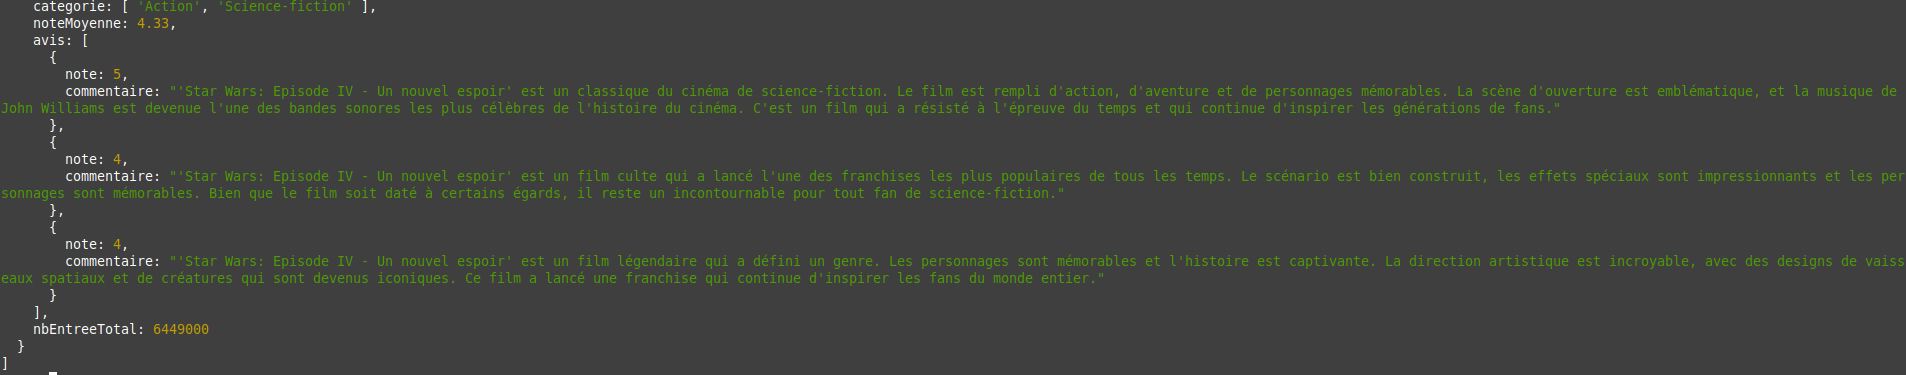 categorie: [ 'Action', 'Science-fiction' ],
noteMoyenne: 4.33,
avis: [
{
note: 5,
commentaire: "'Star Wars: Episode IV - Un nouvel espoir' est un classique du cinéma de science-fiction. Le film est rempli d'action, d'aventure et de personnages mémorables. La scène d'ouverture est emblématique, et la musique de
John Williams est devenue l'une des bandes sonores les plus célèbres de l'histoire du cinéma. C'est un film qui a résisté à l'épreuve du temps et qui continue d'inspirer les générations de fans."
},
{
note: 4,
commentaire: "'Star Wars: Episode IV - Un nouvel espoir' est un film culte qui a lancé l'une des franchises les plus populaires de tous les temps. Le scénario est bien construit, les effets spéciaux sont impressionnants et les per
sonnages sont mémorables. Bien que le film soit daté à certains égards, il reste un incontournable pour tout fan de science-fiction."
},
{
note: 4,
commentaire: "'Star Wars: Episode IV - Un nouvel espoir' est un film légendaire qui a défini un genre. Les personnages sont mémorables et l'histoire est captivante. La direction artistique est incroyable, avec des designs de vaiss
eaux spatiaux et de créatures qui sont devenus iconiques. Ce film a lancé une franchise qui continue d'inspirer les fans du monde entier."
}
],
nbEntreeTotal: 6449000
}
]